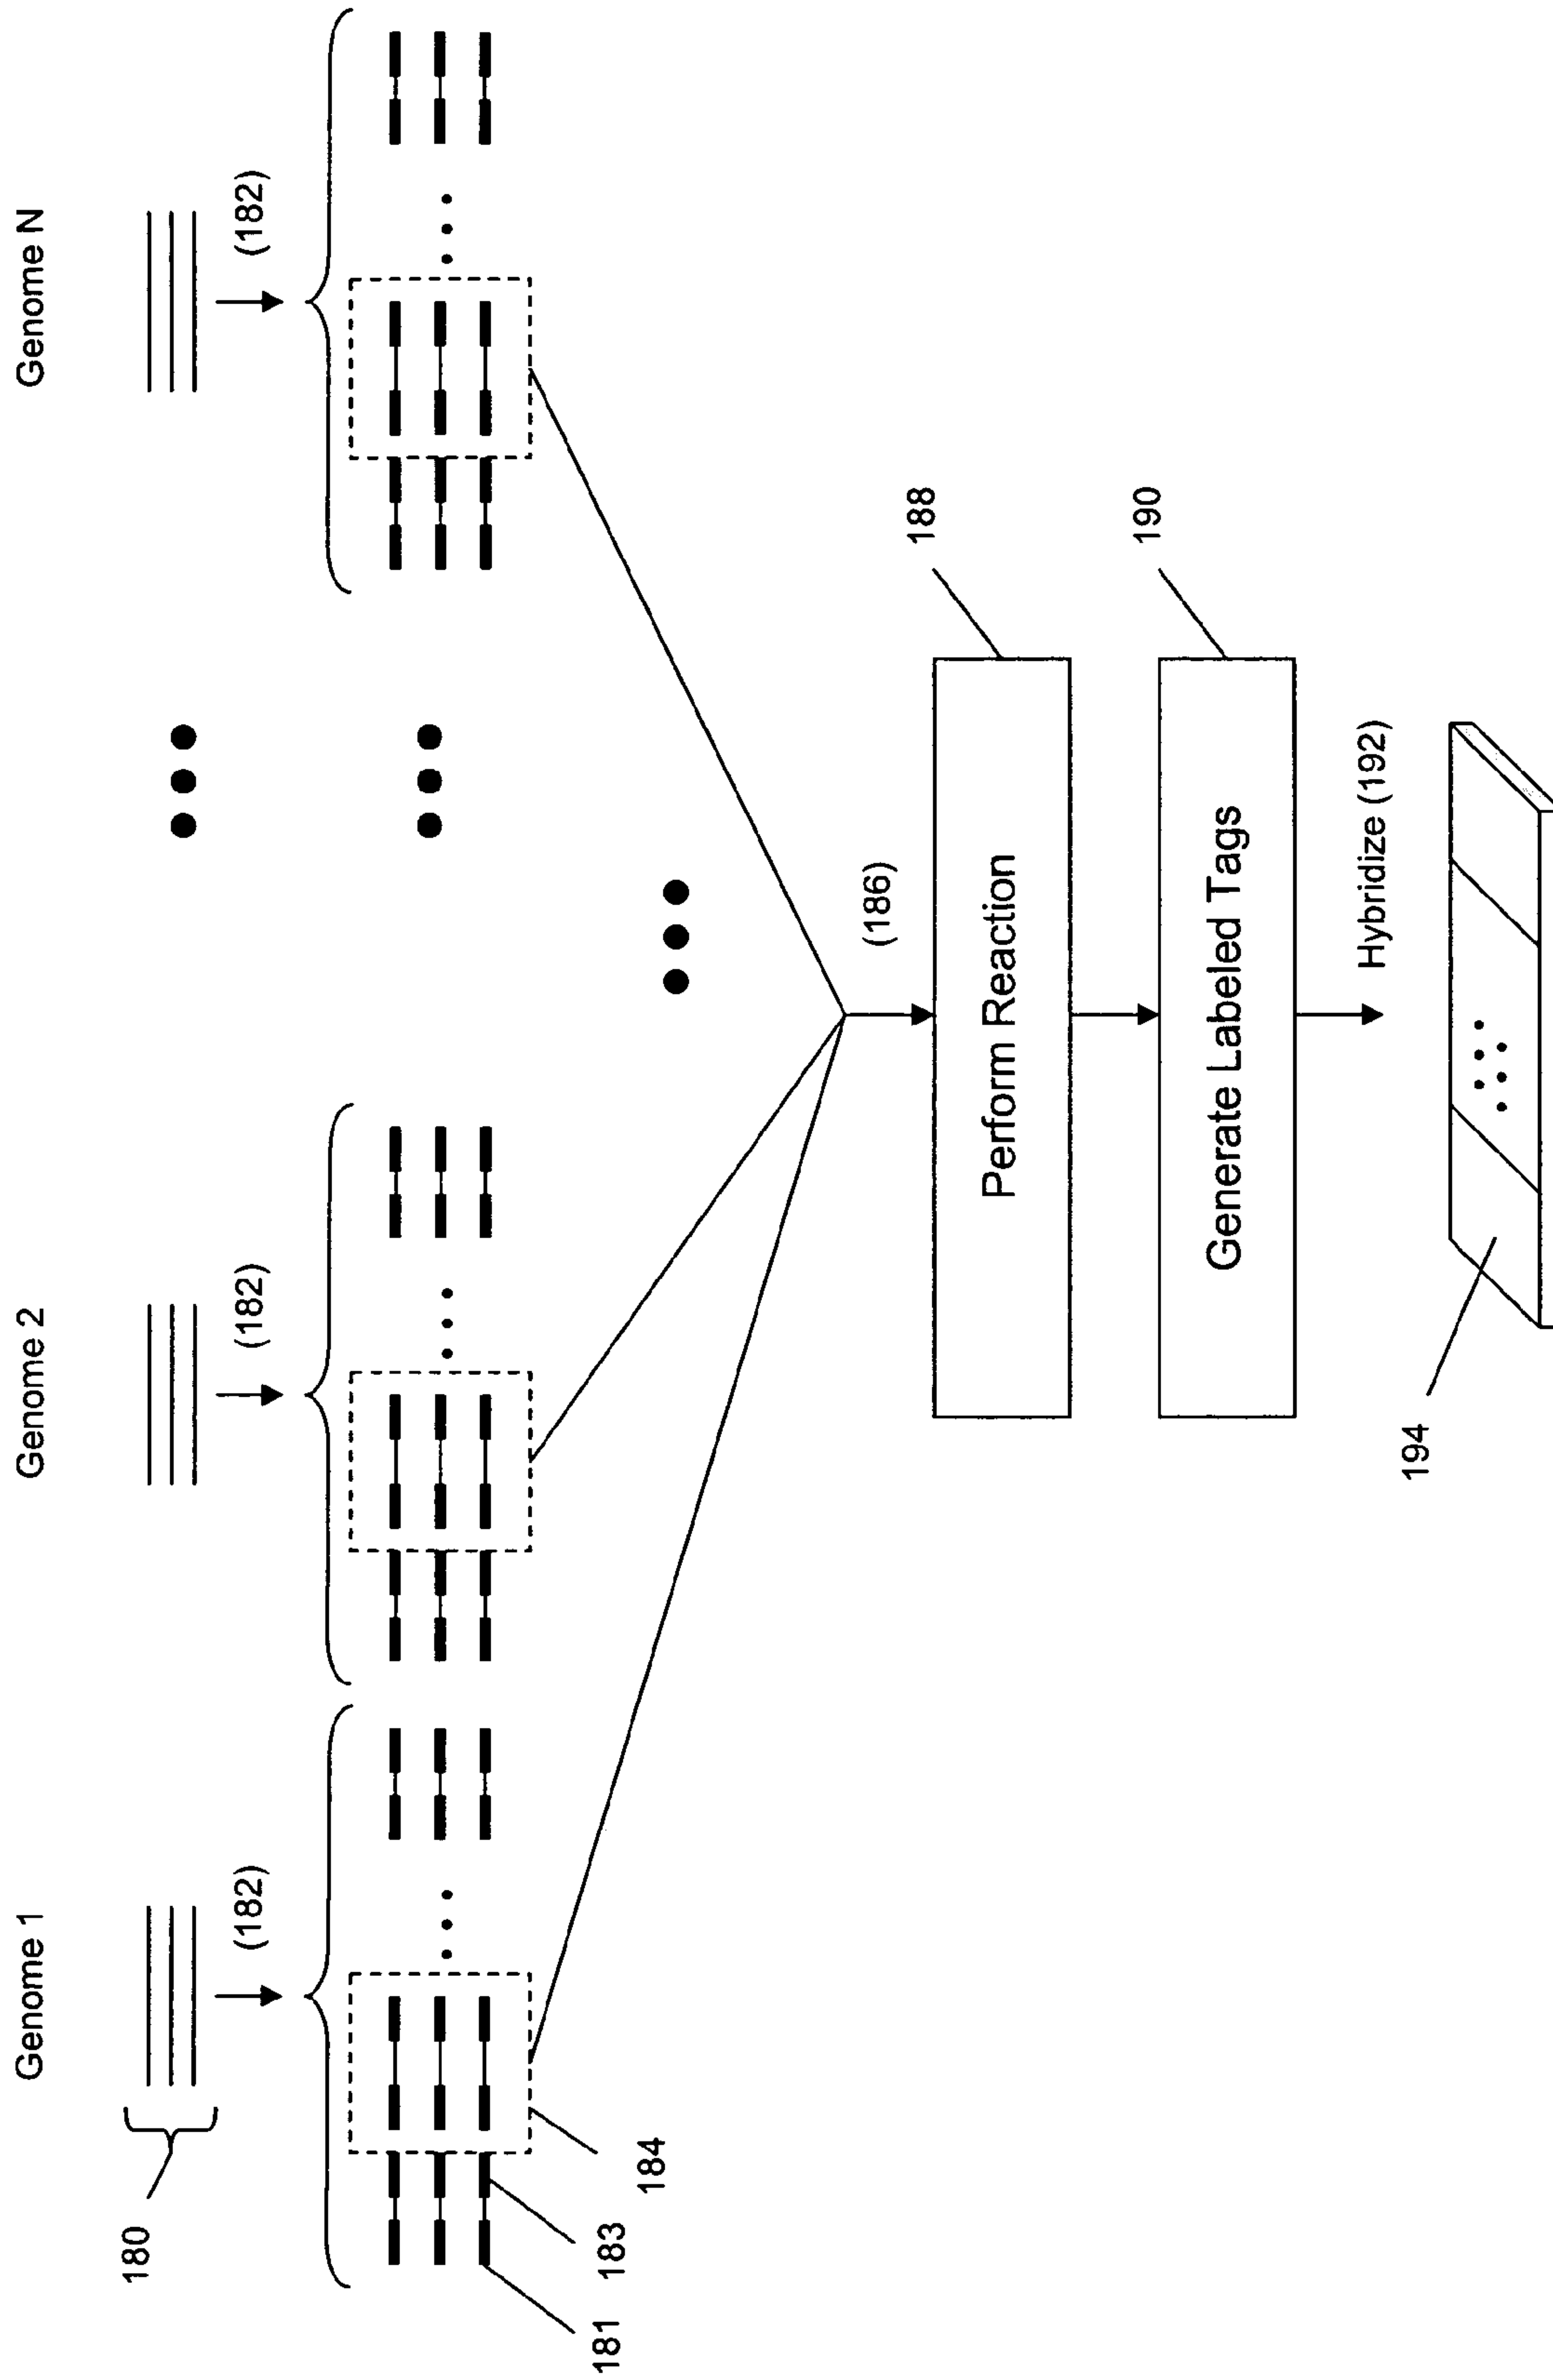 Genome 1
Genome 2
Genome N
180
(182)
(182)
(182)
181
183
184
(186)
Perform Reaction
188
Generate Labeled Tags
190
Hybridize (192)
194